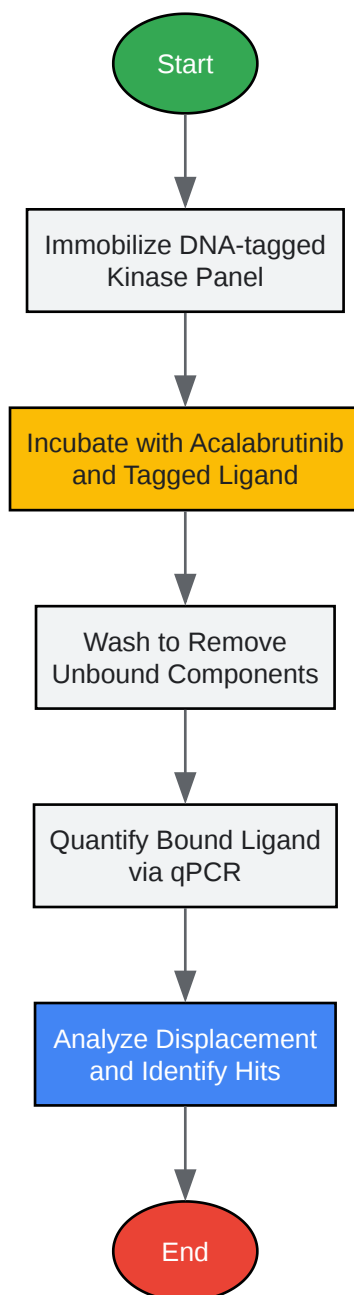 Start
Immobilize DNA-tagged
Kinase Panel
Incubate with Acalabrutinib
and Tagged Ligand
Wash to Remove
Unbound Components
Quantify Bound Ligand
via qPCR
Analyze Displacement
and Identify Hits
End